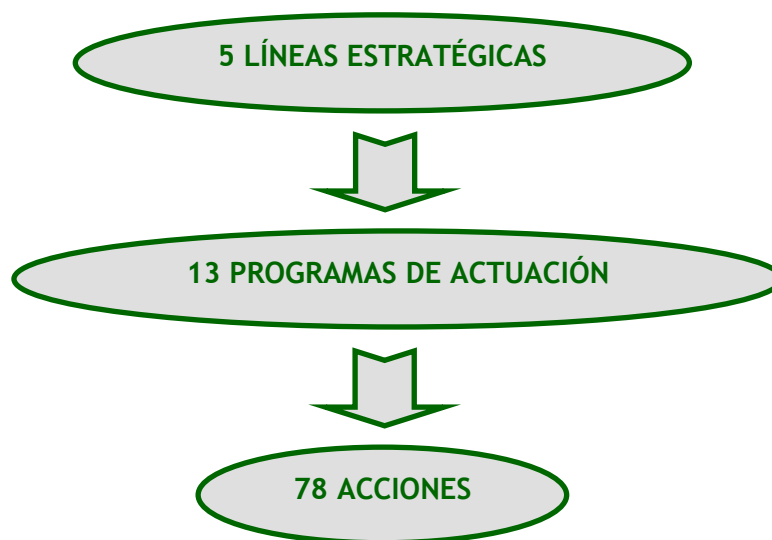 5 LÍNEAS ESTRATÉGICAS
13 PROGRAMAS DE ACTUACIÓN
78 ACCIONES